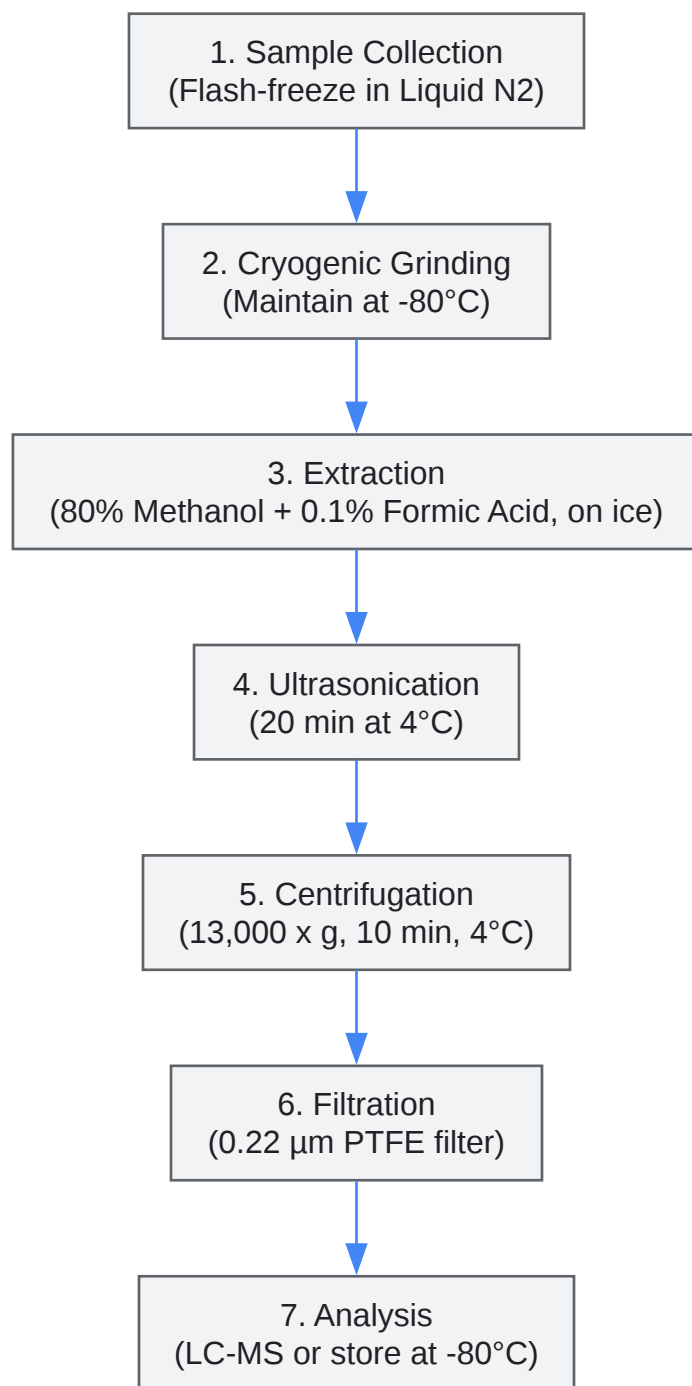 1. Sample Collection
(Flash-freeze in Liquid N2)
2. Cryogenic Grinding
(Maintain at -80°C)
3. Extraction
(80% Methanol + 0.1% Formic Acid, on ice)
4. Ultrasonication
(20 min at 4°C)
5. Centrifugation
(13,000 x g, 10 min, 4°C)
6. Filtration
(0.22 µm PTFE filter)
7. Analysis
(LC-MS or store at -80°C)